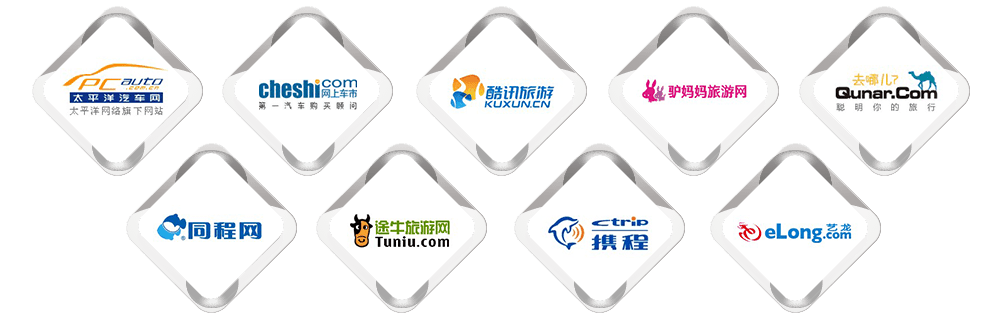 PCauto
.com.cn
太平洋汽车网
太平洋网络旗下网站
cheshi.com
网上车市
第一汽车购买顾问
酷讯旅游
KUXUN.CN
驴妈妈旅游网
去哪儿?
Qunar.Com
聪明你的旅行
同程网
途牛旅游网
Tuniu.com
Ctrip
携程
eLong.com
艺龙